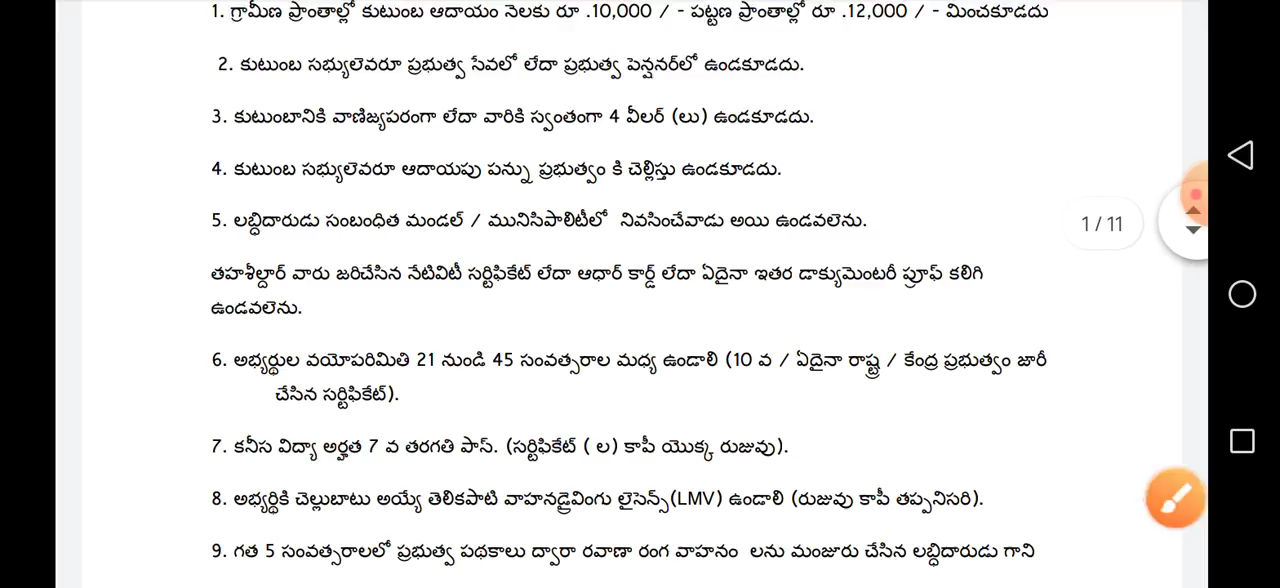 1. గ్రామీణ ప్రాంతాల్లో కుటుంబ ఆదాయం నెలకు రూ .10,000 / - పట్టణ ప్రాంతాల్లో రూ .12,000 / - మించకూడదు
2. కుటుంబ సభ్యులెవరూ ప్రభుత్వ సేవలో లేదా ప్రభుత్వ పెన్షనర్‌లో ఉండకూడదు.
3. కుటుంబానికి వాణిజ్యపరంగా లేదా వారికి స్వంతంగా 4 వీలర్ (లు) ఉండకూడదు.
4. కుటుంబ సభ్యులెవరూ ఆదాయపు పన్ను ప్రభుత్వం కి చెల్లిస్తు ఉండకూడదు.
5. లబ్ధిదారుడు సంబంధిత మండల్ / మునిసిపాలిటీలో నివసించేవాడు అయి ఉండవలెను.
1 / 11
తహశీల్దార్ వారు జరిచేసిన నేటివిటీ సర్టిఫికేట్ లేదా ఆధార్ కార్డ్ లేదా ఏదైనా ఇతర డాక్యుమెంటరీ ప్రూఫ్ కలిగి
ఉండవలెను.
6. అభ్యర్థుల వయోపరిమితి 21 నుండి 45 సంవత్సరాల మధ్య ఉండాలి (10 వ / ఏదైనా రాష్ట్ర / కేంద్ర ప్రభుత్వం జారీ
చేసిన సర్టిఫికేట్).
7. కనీస విద్యా అర్హత 7 వ తరగతి పాస్. (సర్టిఫికేట్ ( ల) కాపీ యొక్క రుజువు).
8. అభ్యర్థికి చెల్లుబాటు అయ్యే తెలికపాటి వాహనడ్రైవింగు లైసెన్స్(LMV) ఉండాలి (రుజువు కాపీ తప్పనిసరి).
9. గత 5 సంవత్సరాలలో ప్రభుత్వ పథకాలు ద్వారా రవాణా రంగ వాహనం లను మంజూరు చేసిన లబ్ధిదారుడు గాని